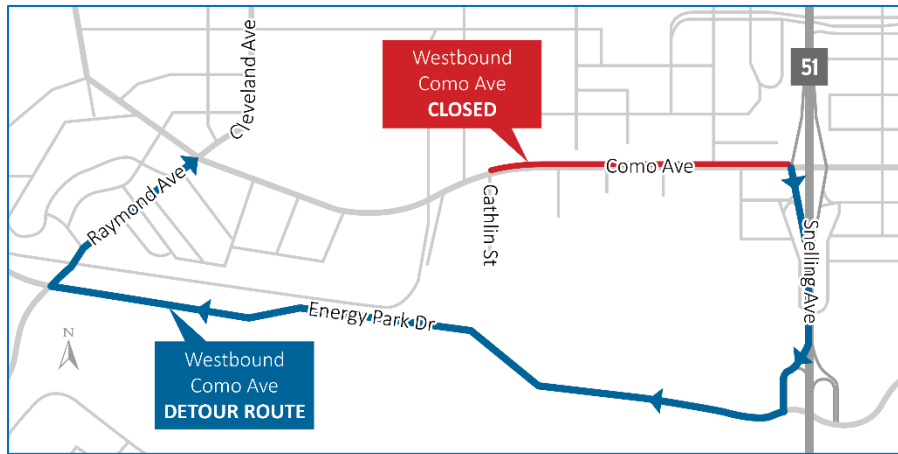 Westbound
Como Ave
CLOSED
51
Cleveland Ave
Como Ave
Raymond Ave
Cathlin St
Snelling Ave
Energy Park Dr
N
Westbound
Como Ave
DETOUR ROUTE